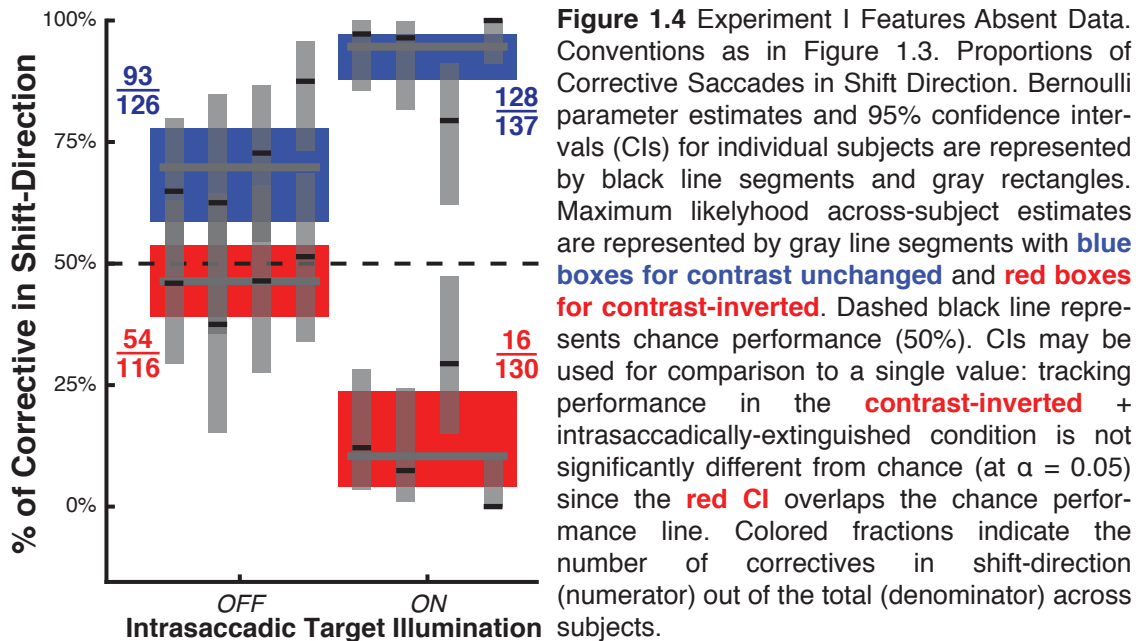 100%
75%
50%
25%
0%
% of Corrective in Shift-Direction
93
126
128
137
54
116
16
130
OFF
ON
Intrasaccadic Target Illumination
Figure 1.4 Experiment I Features Absent Data.
Conventions as in Figure 1.3. Proportions of
Corrective Saccades in Shift Direction. Bernoulli
parameter estimates and 95% confidence inter-
vals (CIs) for individual subjects are represented
by black line segments and gray rectangles.
Maximum likelyhood across-subject estimates
are represented by gray line segments with blue
boxes for contrast unchanged and red boxes
for contrast-inverted. Dashed black line repre-
sents chance performance (50%). CIs may be
used for comparison to a single value: tracking
performance in the contrast-inverted +
intrasaccadically-extinguished condition is not
significantly different from chance (at α = 0.05)
since the red CI overlaps the chance perfor-
mance line. Colored fractions indicate the
number of correctives in shift-direction
(numerator) out of the total (denominator) across
subjects.